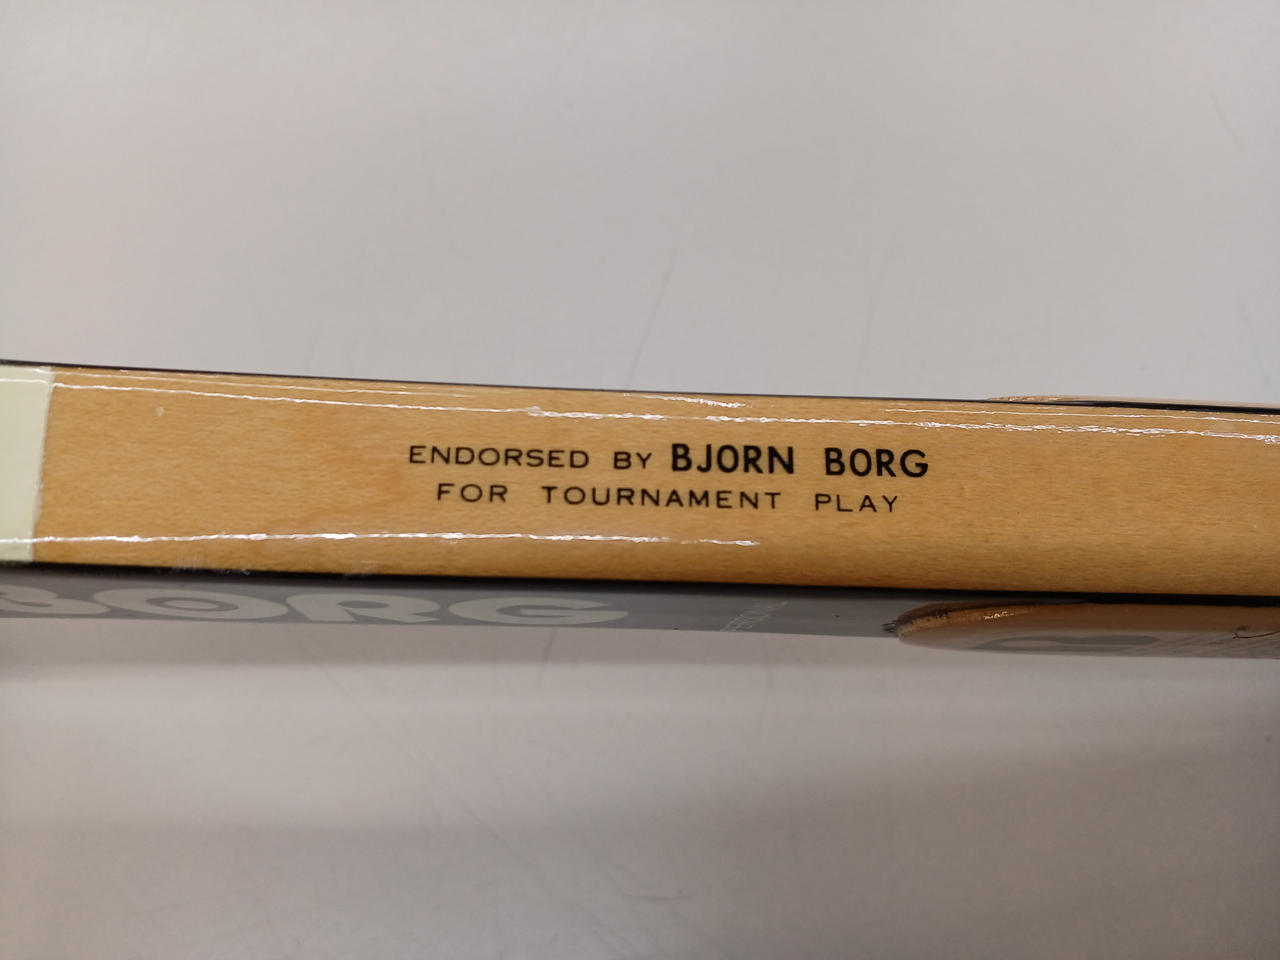 ENDORSED BY BJORN BORG
FOR TOURNAMENT PLAY
BORG